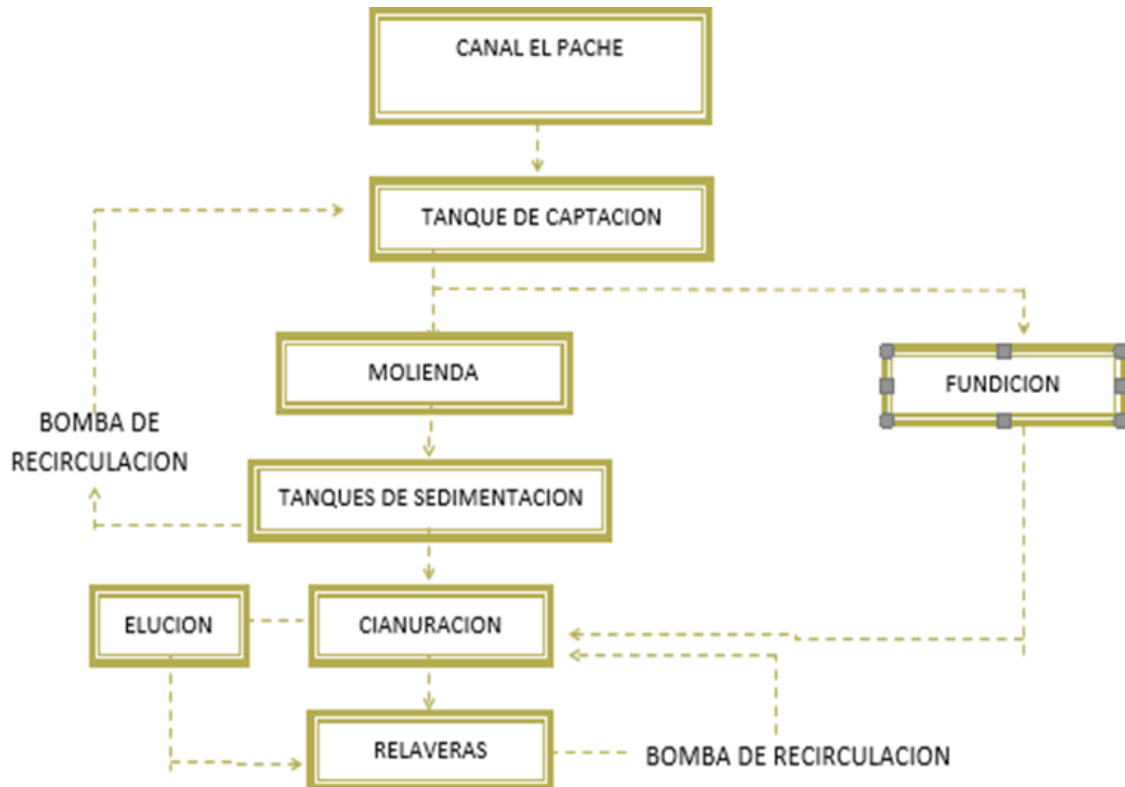 CANAL EL PACHE
TANQUE DE CAPTACION
MOLIENDA
FUNDICION
BOMBA DE
RECIRCULACION
TANQUES DE SEDIMENTACION
ELUCION
CIANURACION
RELAVERAS
BOMBA DE RECIRCULACION